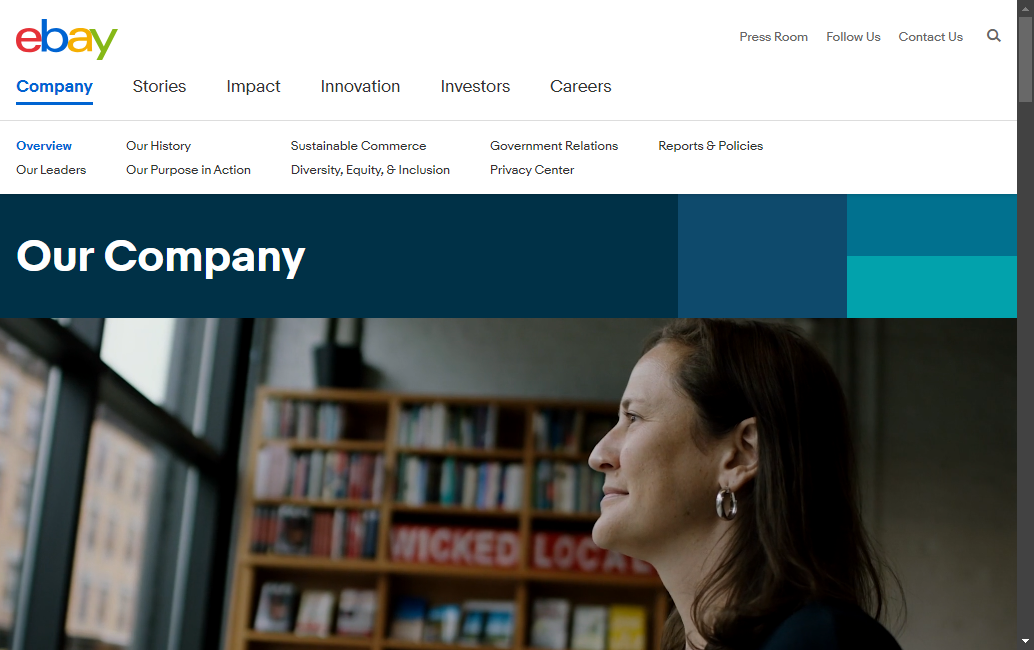 ebay
Press Room Follow Us Contact Us
Company Stories Impact Innovation Investors Careers
Overview Our History Sustainable Commerce Government Relations Reports & Policies
Our Leaders Our Purpose in Action Diversity, Equity, & Inclusion Privacy Center
Our Company
WICKED LOCAL